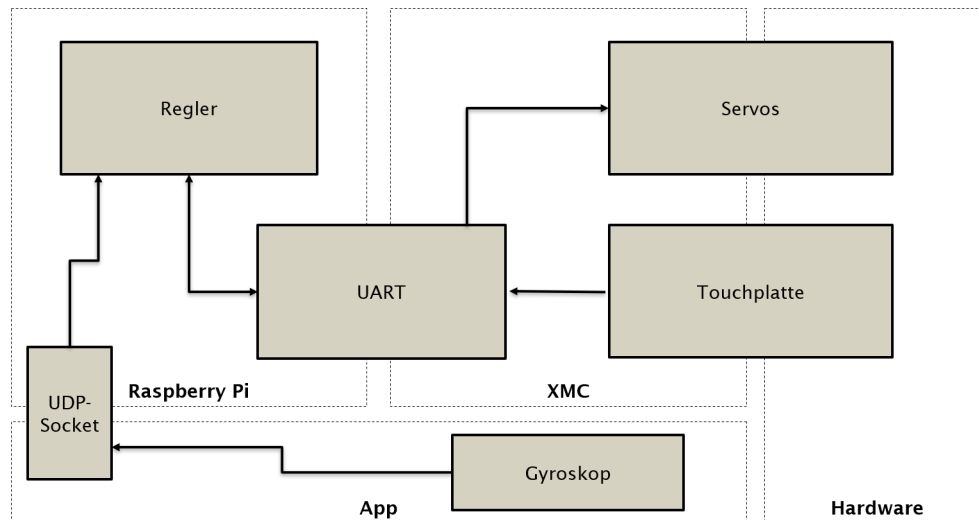 Regler
Servos
UART
Touchplatte
Raspberry Pi
XMC
UDP-
Socket
Gyroskop
App
Hardware